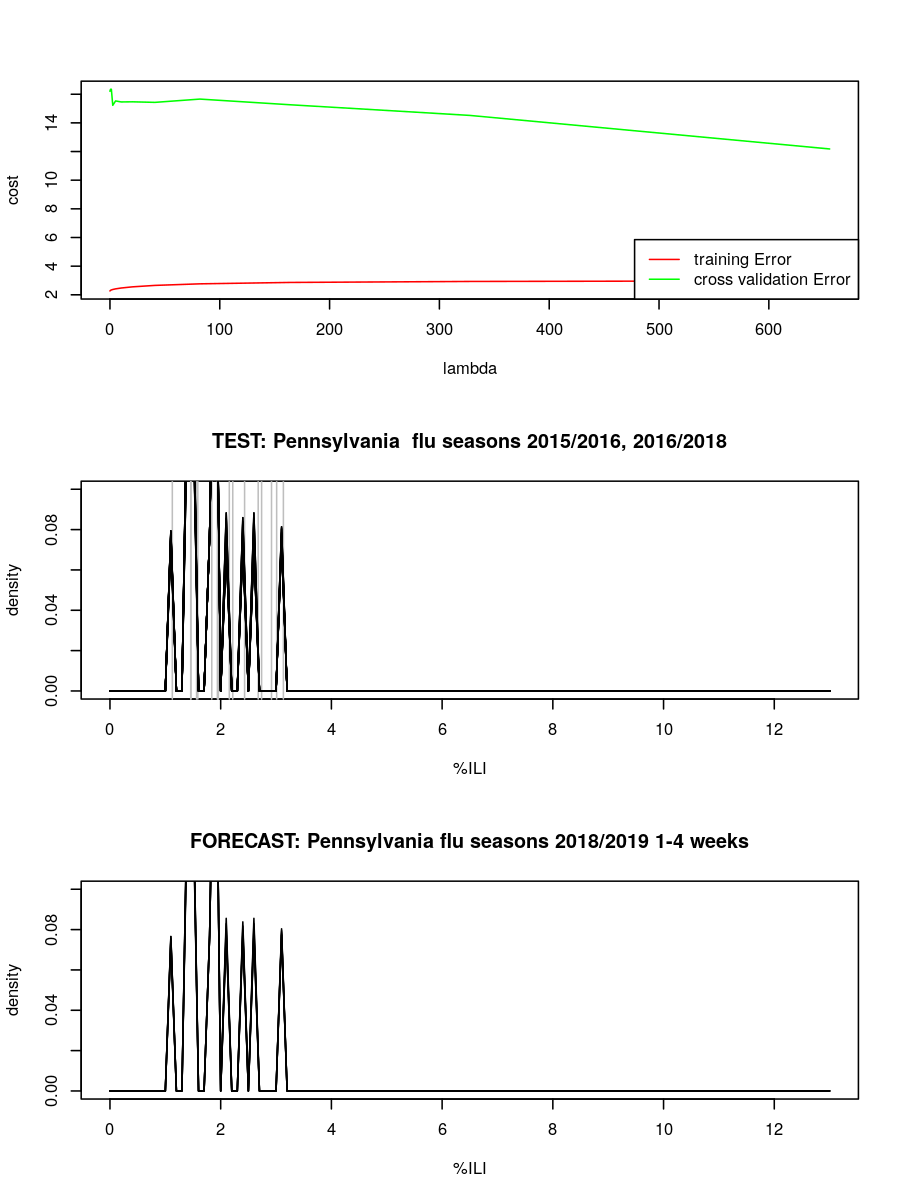 cost
14
10
8
6
4
2
training Error
cross validation Error
0 100 200 300 400 500 600
lambda
TEST: Pennsylvania  flu seasons 2015/2016, 2016/2018
density
0.08
0.04
0.00
0 2 4 6 8 10 12
%ILI
FORECAST: Pennsylvania flu seasons 2018/2019 1-4 weeks
density
0.08
0.04
0.00
0 2 4 6 8 10 12
%ILI